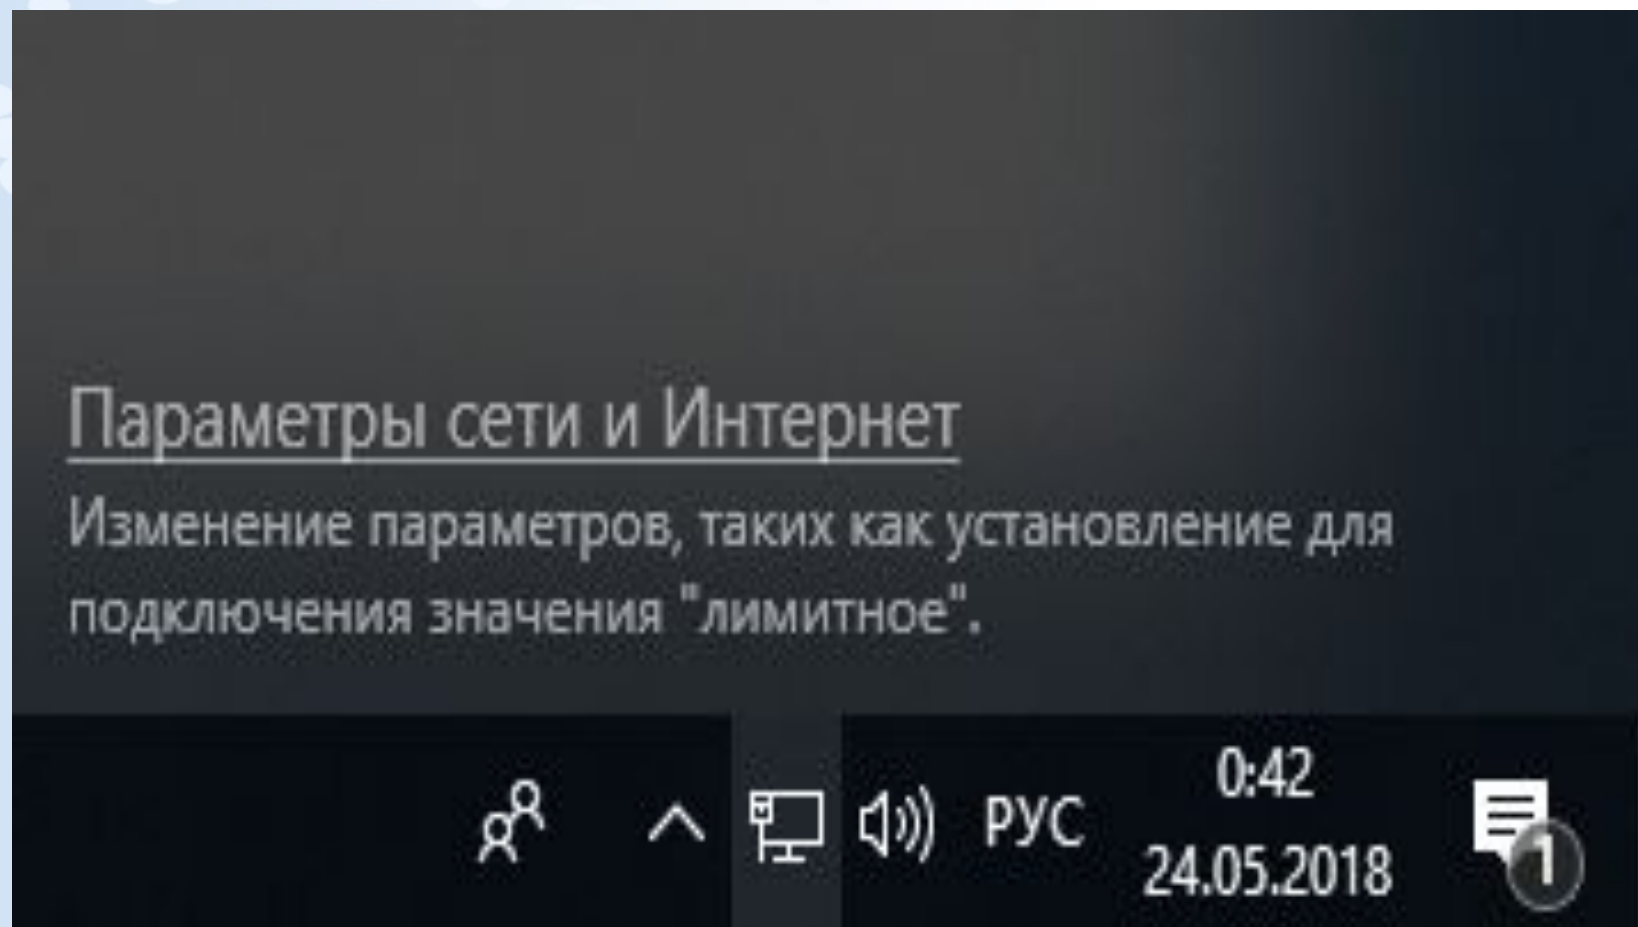 Параметры сети и Интернет
Изменение параметров, таких как установление для
подключения значения "лимитное".
РУС
0:42
24.05.2018
1